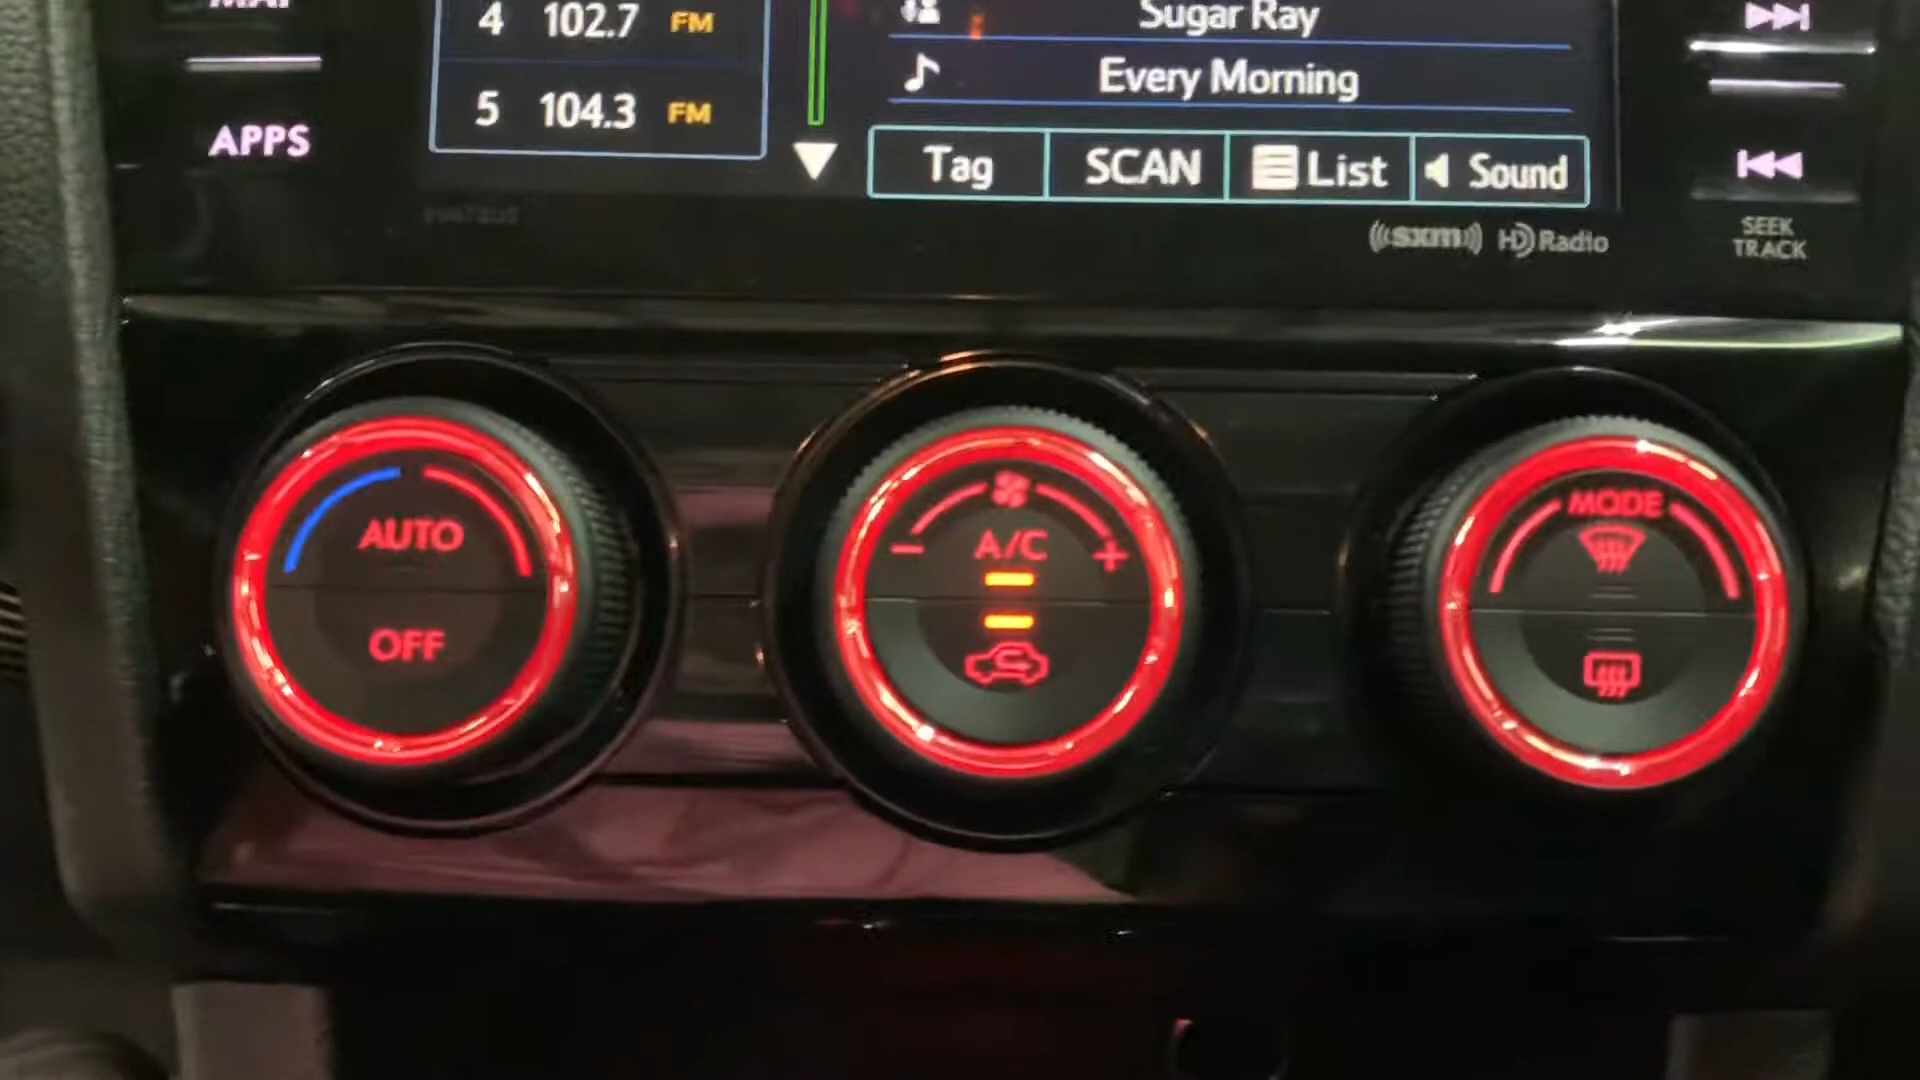 4 102.7 FM
5 104.3 FM
Sugar Ray
Every Morning
Tag SCAN List Sound
APPS
SEEK
TRACK
((sxm)) HD Radio
AUTO
OFF
A/C
- +
MODE